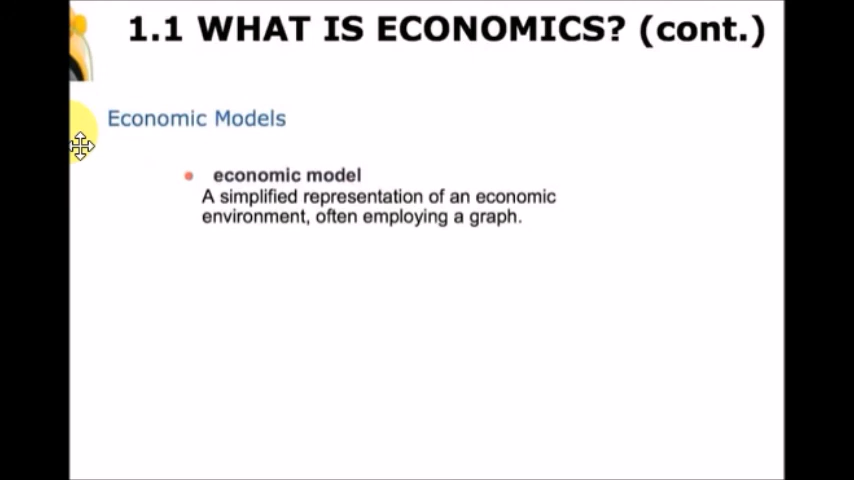 1.1 WHAT IS ECONOMICS? (cont.)
Economic Models
economic model
A simplified representation of an economic
environment, often employing a graph.